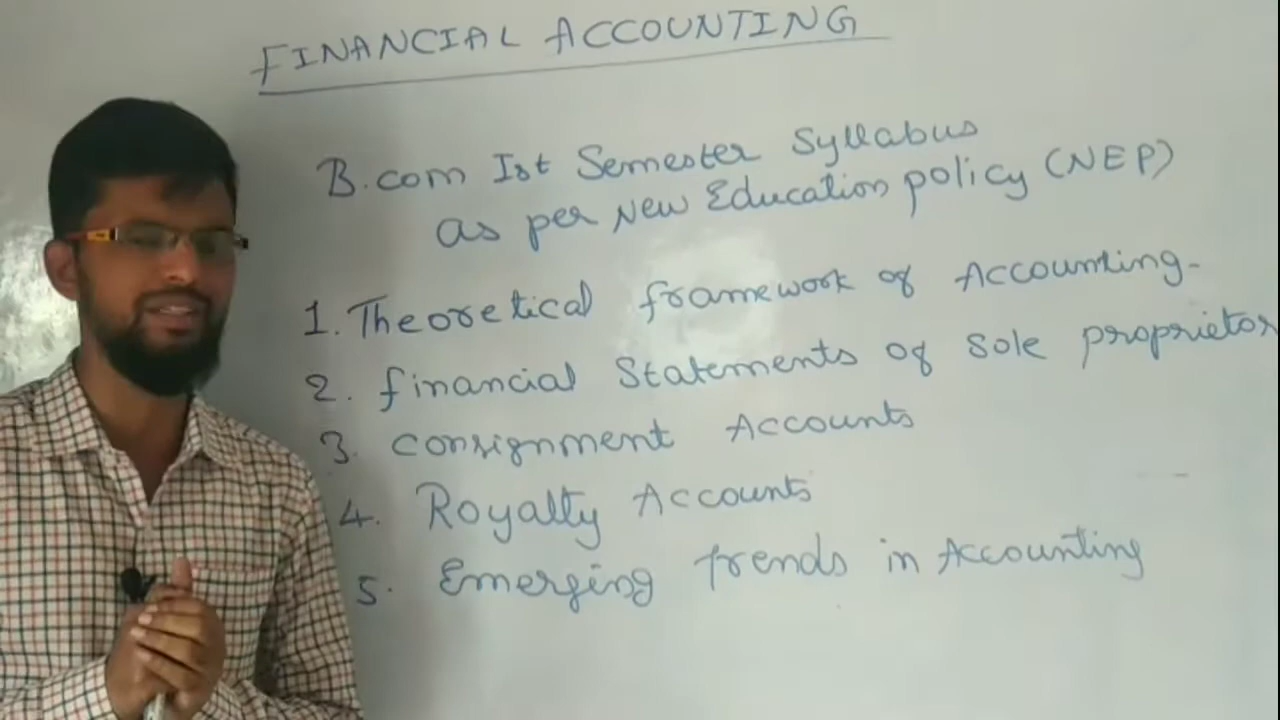 FINANCIAL ACCOUNTING
B.com Ist Semester Syllabus
as per New Education policy (NEP)
1. Theoretical framework of Accounting-
2. financial Statements of Sole proprietor
3. Consignment Accounts
4. Royalty Accounts
5. Emerging trends in Accounting